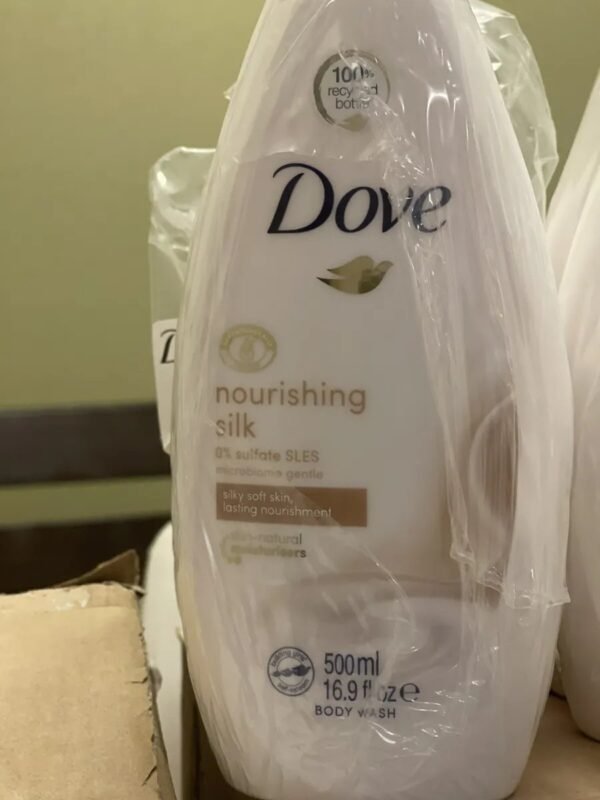 100%
recycled
bottle
Dove
nourishing
silk
0% sulfate SLES
microbiome gentle
silky soft skin,
lasting nourishment
skin-natural
moisturisers
500ml
16.9 fl oz e
BODY WASH